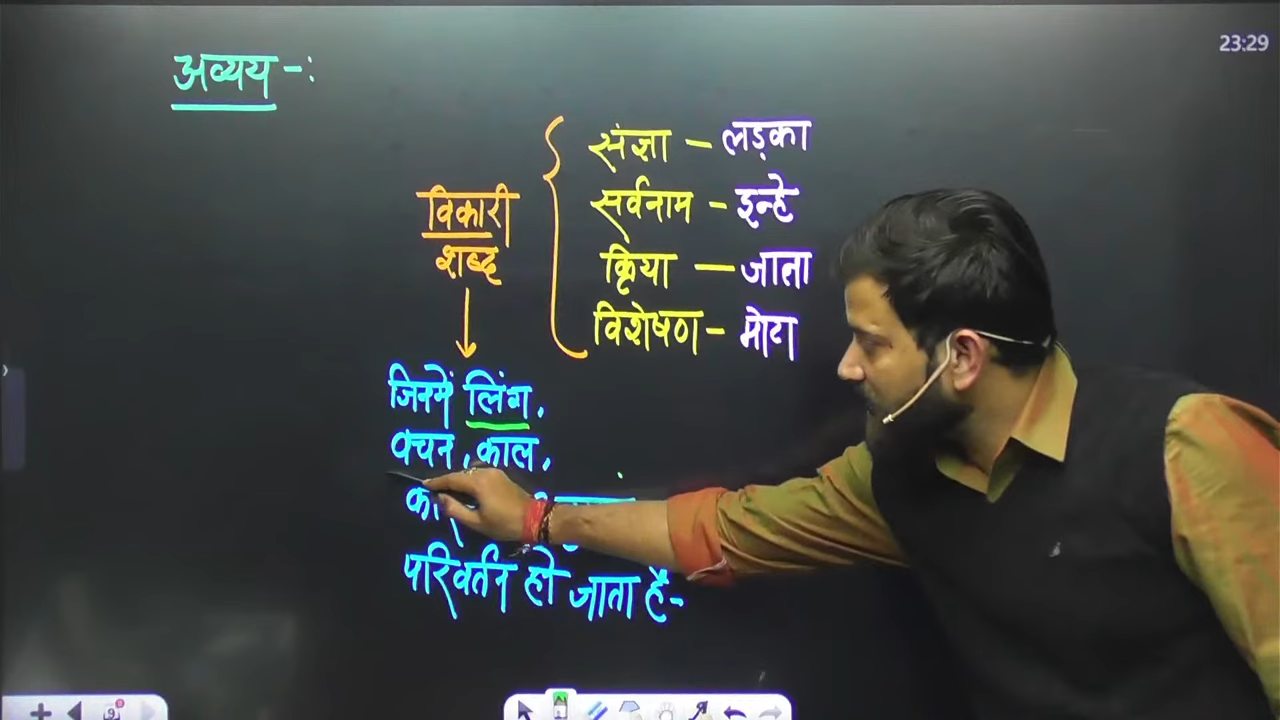 अव्यय -:
23:29
संज्ञा - लड़का
सर्वनाम - इन्हे
क्रिया - जाता
विशेषण - मोटा
विकारी
शब्द
जिनमें लिंग,
वचन, काल,
परिवर्तन हो जाता है-